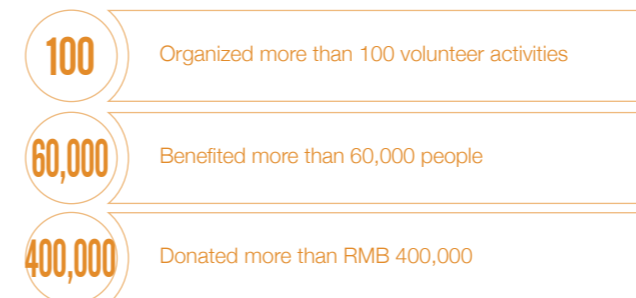 100
Organized more than 100 volunteer activities
60,000
Benefited more than 60,000 people
400,000
Donated more than RMB 400,000